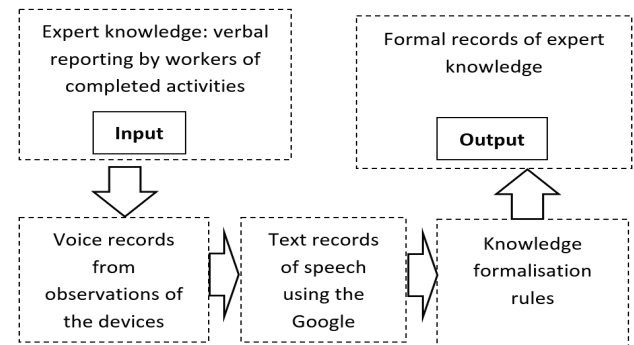 Expert knowledge: verbal
reporting by workers of
completed activities
Input
Formal records of expert
knowledge
Output
Voice records
from
observations of
the devices
Text records
of speech
using the
Google
Knowledge
formalisation
rules